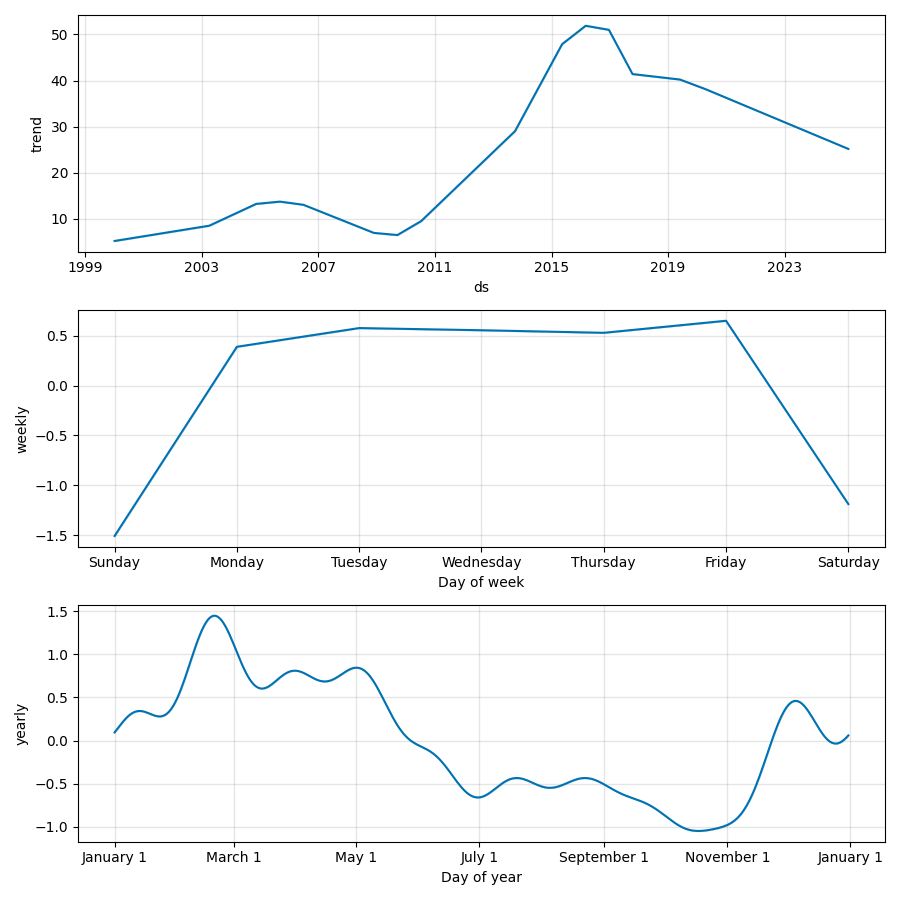 50
40
30
20
10
trend
1999 2003 2007 2011 2015 2019 2023
ds
0.5
0.0
−0.5
−1.0
−1.5
weekly
Sunday Monday Tuesday Wednesday Thursday Friday Saturday
Day of week
1.5
1.0
0.5
0.0
−0.5
−1.0
yearly
January 1 March 1 May 1 July 1 September 1 November 1 January 1
Day of year